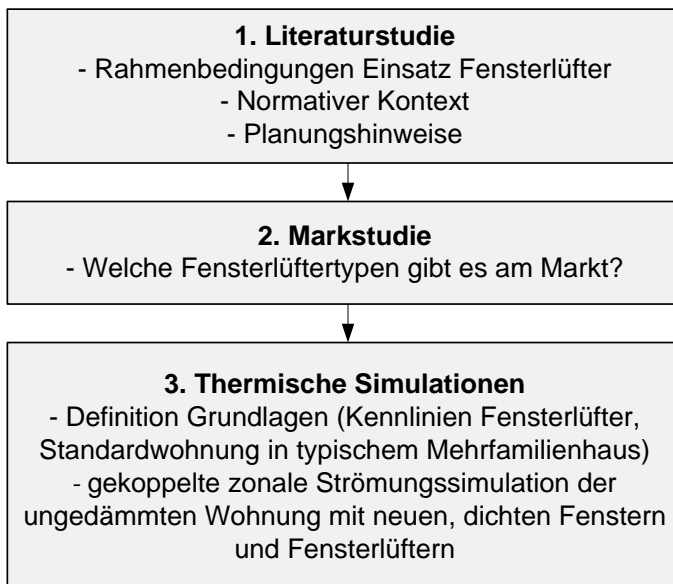 1. Literaturstudie
- Rahmenbedingungen Einsatz Fensterlüfter
- Normativer Kontext
- Planungshinweise
2. Markstudie
- Welche Fensterlüftertypen gibt es am Markt?
3. Thermische Simulationen
- Definition Grundlagen (Kennlinien Fensterlüfter,
Standardwohnung in typischem Mehrfamilienhaus)
- gekoppelte zonale Strömungssimulation der
ungedämmten Wohnung mit neuen, dichten Fenstern
und Fensterlüftern